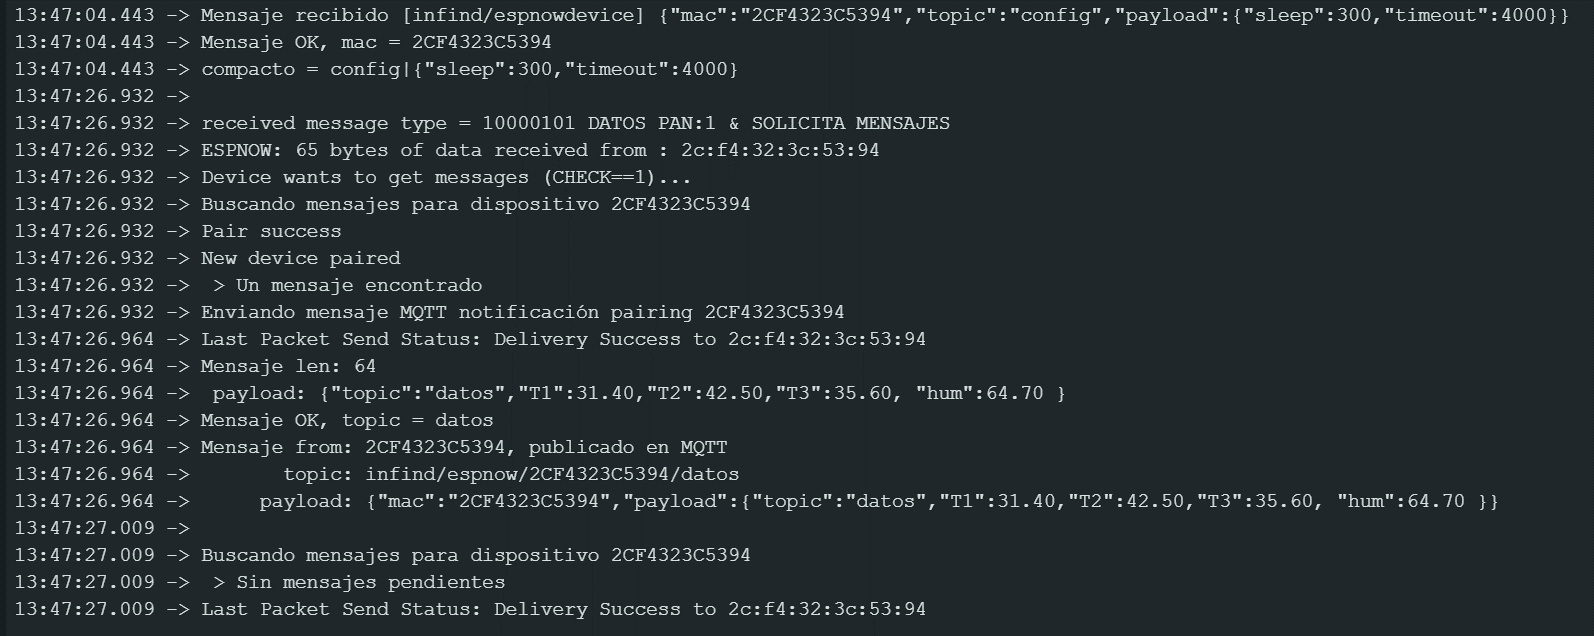 13:47:04.443 -> Mensaje recibido [infind/espnowdevice] {"mac":"2CF4323C5394","topic":"config","payload":{"sleep":300,"timeout":4000}}
13:47:04.443 -> Mensaje OK, mac = 2CF4323C5394
13:47:04.443 -> compacto = config|{"sleep":300,"timeout":4000}
13:47:26.932 ->
13:47:26.932 -> received message type = 10000101 DATOS PAN:1 & SOLICITA MENSAJES
13:47:26.932 -> ESPNOW: 65 bytes of data received from : 2c:f4:32:3c:53:94
13:47:26.932 -> Device wants to get messages (CHECK==1)...
13:47:26.932 -> Buscando mensajes para dispositivo 2CF4323C5394
13:47:26.932 -> Pair success
13:47:26.932 -> New device paired
13:47:26.932 ->  > Un mensaje encontrado
13:47:26.932 -> Enviando mensaje MQTT notificación pairing 2CF4323C5394
13:47:26.964 -> Last Packet Send Status: Delivery Success to 2c:f4:32:3c:53:94
13:47:26.964 -> Mensaje len: 64
13:47:26.964 ->  payload: {"topic":"datos","T1":31.40,"T2":42.50,"T3":35.60, "hum":64.70 }
13:47:26.964 -> Mensaje OK, topic = datos
13:47:26.964 -> Mensaje from: 2CF4323C5394, publicado en MQTT
13:47:26.964 ->        topic: infind/espnow/2CF4323C5394/datos
13:47:26.964 ->      payload: {"mac":"2CF4323C5394","payload":{"topic":"datos","T1":31.40,"T2":42.50,"T3":35.60, "hum":64.70 }}
13:47:27.009 ->
13:47:27.009 -> Buscando mensajes para dispositivo 2CF4323C5394
13:47:27.009 ->  > Sin mensajes pendientes
13:47:27.009 -> Last Packet Send Status: Delivery Success to 2c:f4:32:3c:53:94